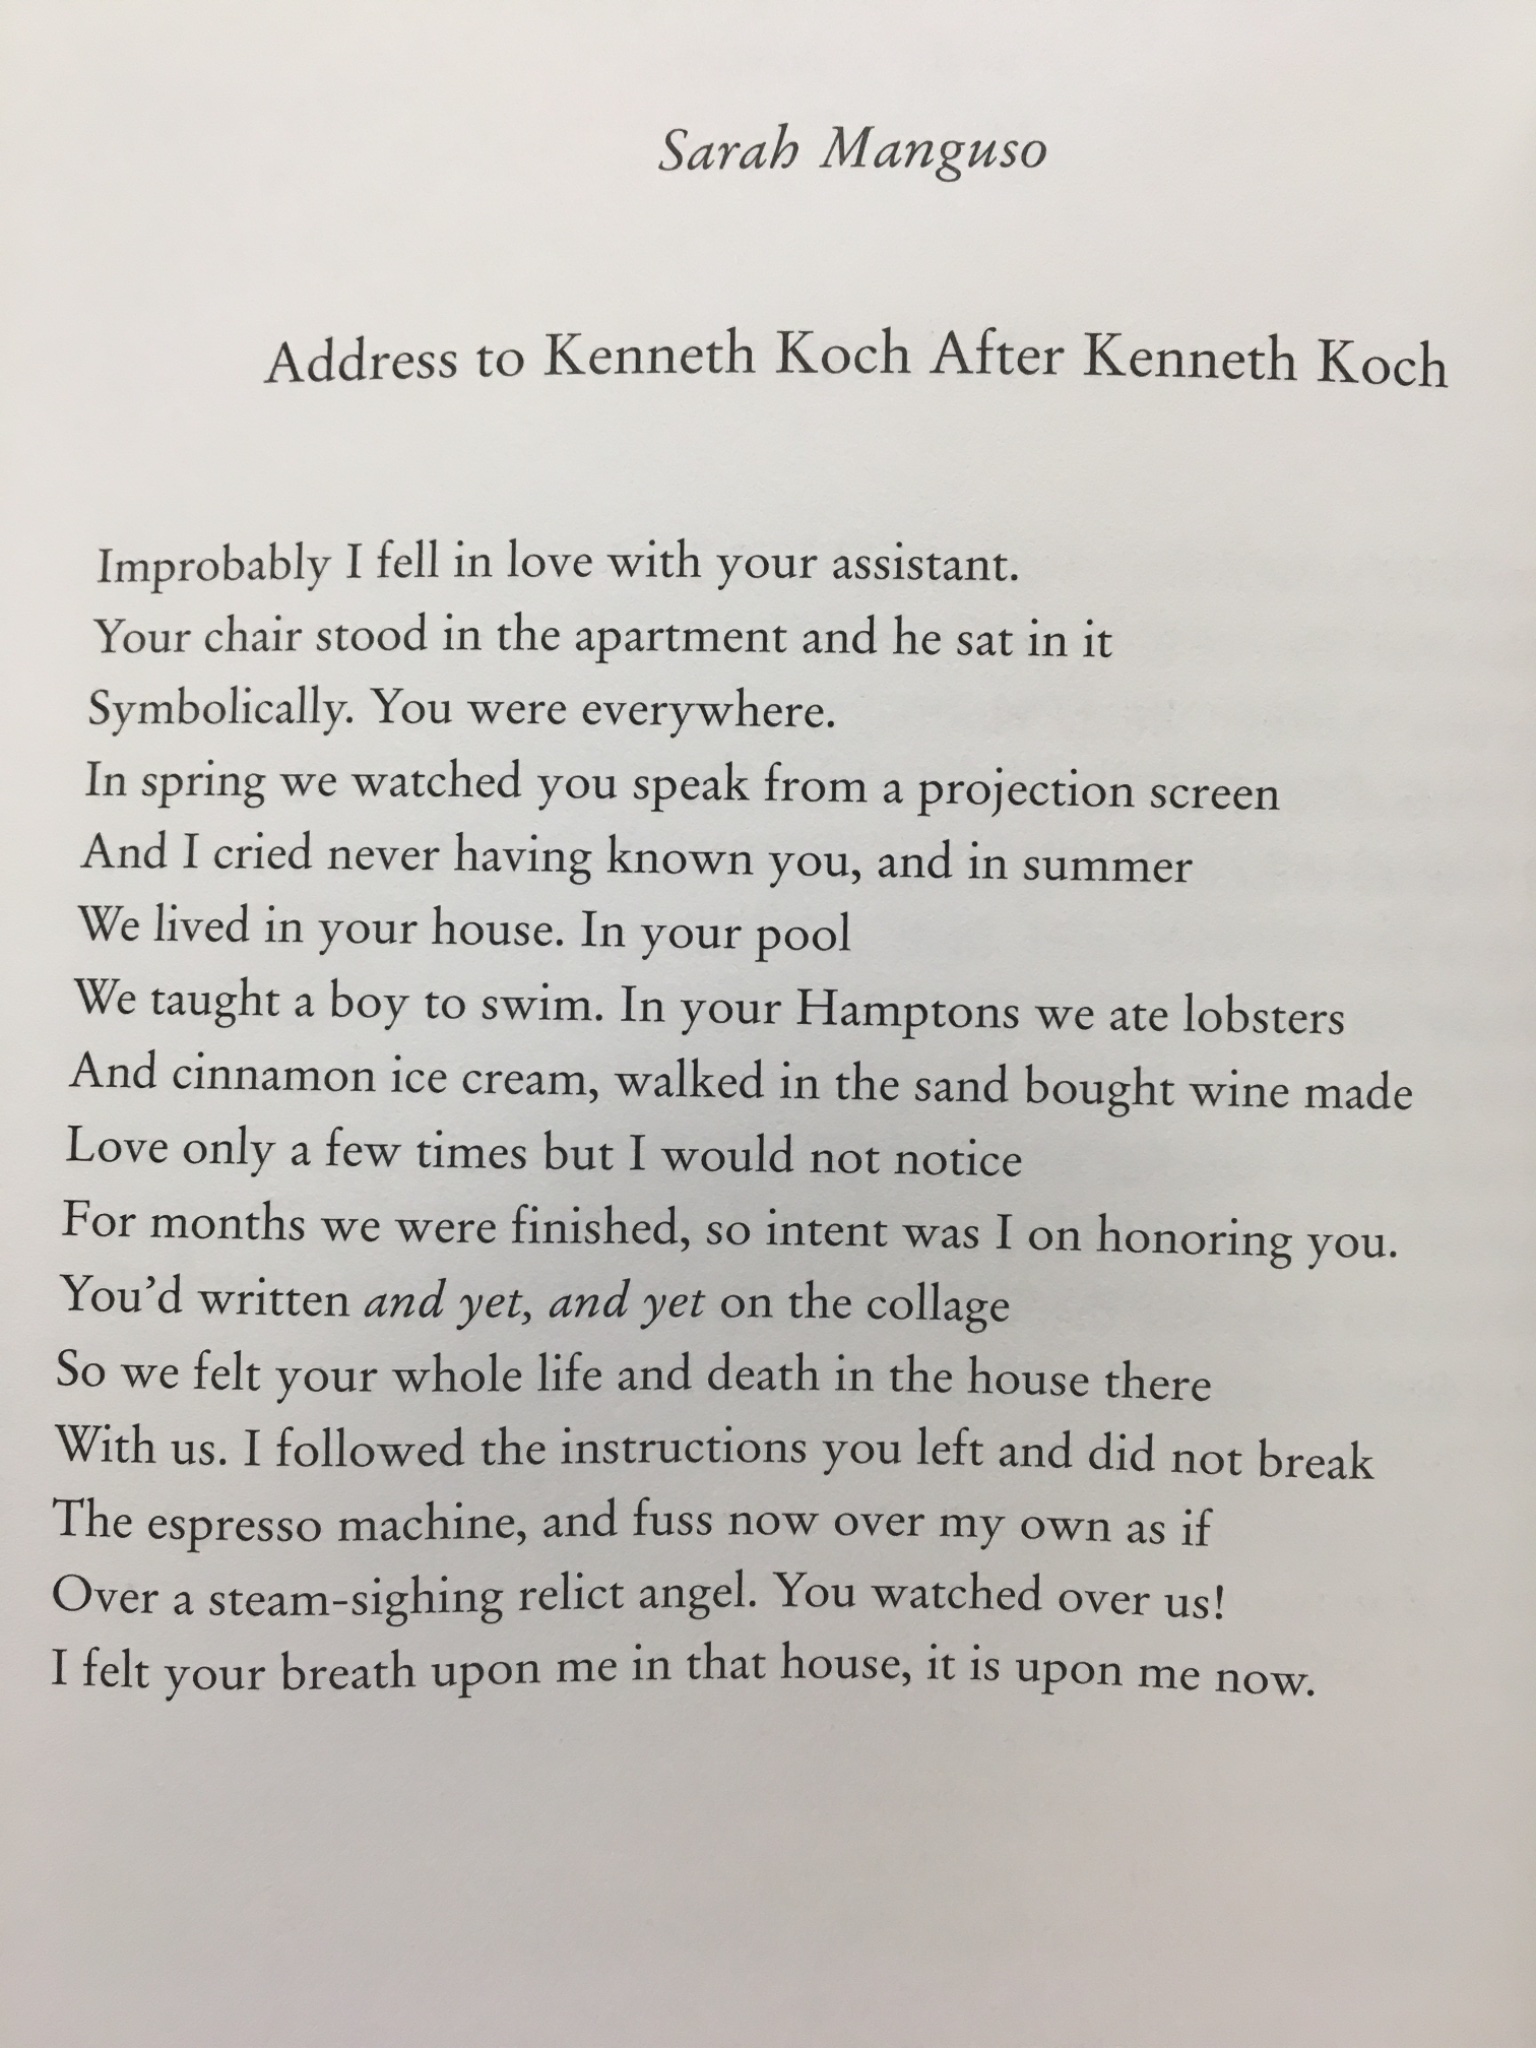 Sarah Manguso
Address to Kenneth Koch After Kenneth Koch
Improbably I fell in love with your assistant.
Your chair stood in the apartment and he sat in it
Symbolically. You were everywhere.
In spring we watched you speak from a projection screen
And I cried never having known you, and in summer
We lived in your house. In your pool
We taught a boy to swim. In your Hamptons we ate lobsters
And cinnamon ice cream, walked in the sand bought wine made
Love only a few times but I would not notice
For months we were finished, so intent was I on honoring you.
You’d written and yet, and yet on the collage
So we felt your whole life and death in the house there
With us. I followed the instructions you left and did not break
The espresso machine, and fuss now over my own as if
Over a steam-sighing relict angel. You watched over us!
I felt your breath upon me in that house, it is upon me now.